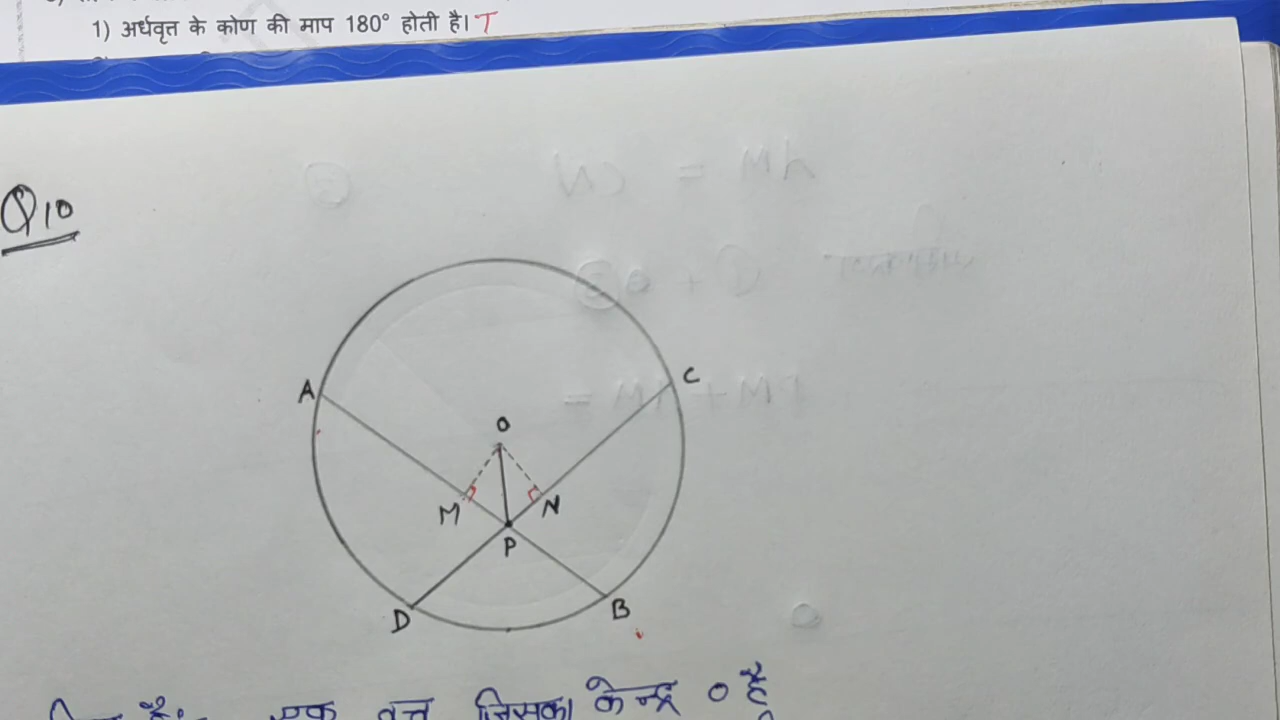 1) अर्धवृत्त के कोण की माप 180° होती है। T
Q10
A
C
O
M
N
P
D
B
एक वृत्त जिसका केन्द्र O है